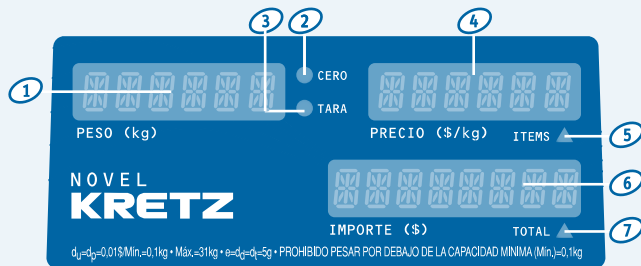 3 2 4
1
CERO
TARA
PESO (kg) PRECIO ($/kg) ITEMS
5
6
NOVEL
KRETZ
IMPORTE ($) TOTAL
7
du=dp=0,01$/Mín.=0,1kg • Máx.=31kg • e=dd=dt=5g • PROHIBIDO PESAR POR DEBAJO DE LA CAPACIDAD MÍNIMA (Mín.)=0,1kg